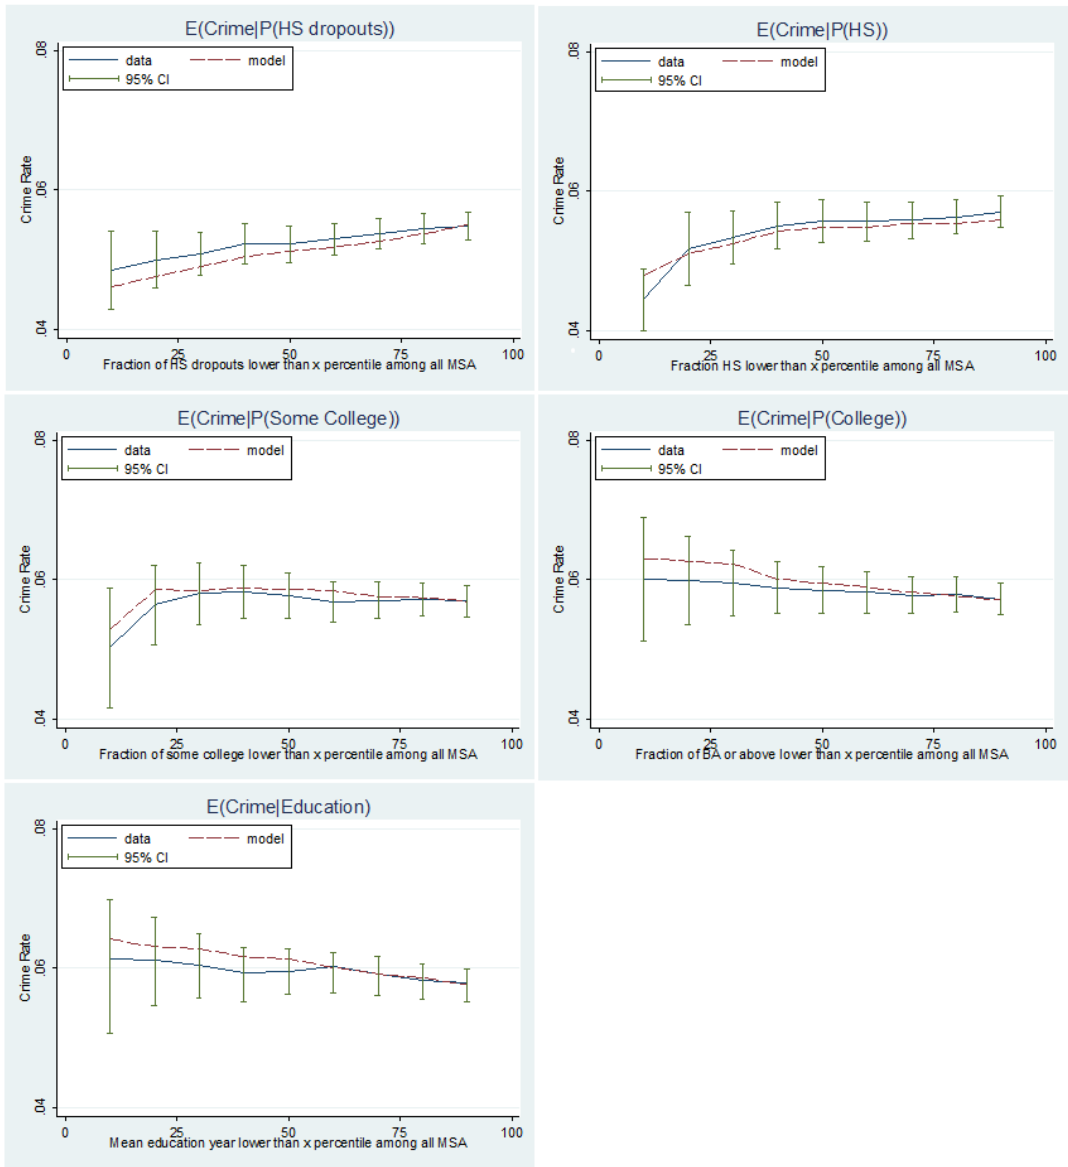 E(Crime|P(HS dropouts))
data
model
95% CI
Crime Rate
.08
.06
.04
0
25
50
75
100
Fraction of HS dropouts lower than x percentile among all MSA
E(Crime|P(HS))
data
model
95% CI
Crime Rate
.08
.06
.04
0
25
50
75
100
Fraction HS lower than x percentile among all MSA
E(Crime|P(Some College))
data
model
95% CI
Crime Rate
.08
.06
.04
0
25
50
75
100
Fraction of some college lower than x percentile among all MSA
E(Crime|P(College))
data
model
95% CI
Crime Rate
.08
.06
.04
0
25
50
75
100
Fraction of BA or above lower than x percentile among all MSA
E(Crime|Education)
data
model
95% CI
Crime Rate
.08
.06
.04
0
25
50
75
100
Mean education year lower than x percentile among all MSA